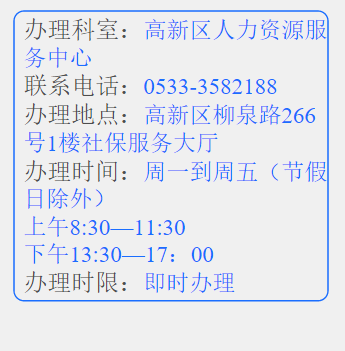 办理科室：高新区人力资源服
务中心
联系电话：0533-3582188
办理地点：高新区柳泉路266
号1楼社保服务大厅
办理时间：周一到周五（节假
日除外）
上午8:30—11:30
下午13:30—17：00
办理时限：即时办理